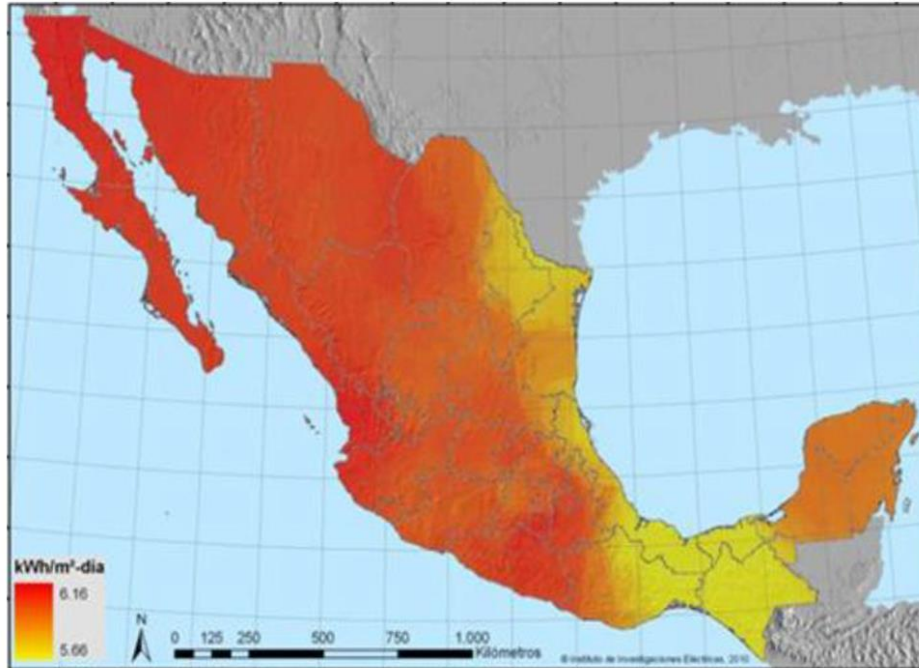 kWh/m²-día
6.16
5.66
N
0 125 250 500 750 1.000
Kilómetros
© Instituto de Investigaciones Eléctricas, 2010